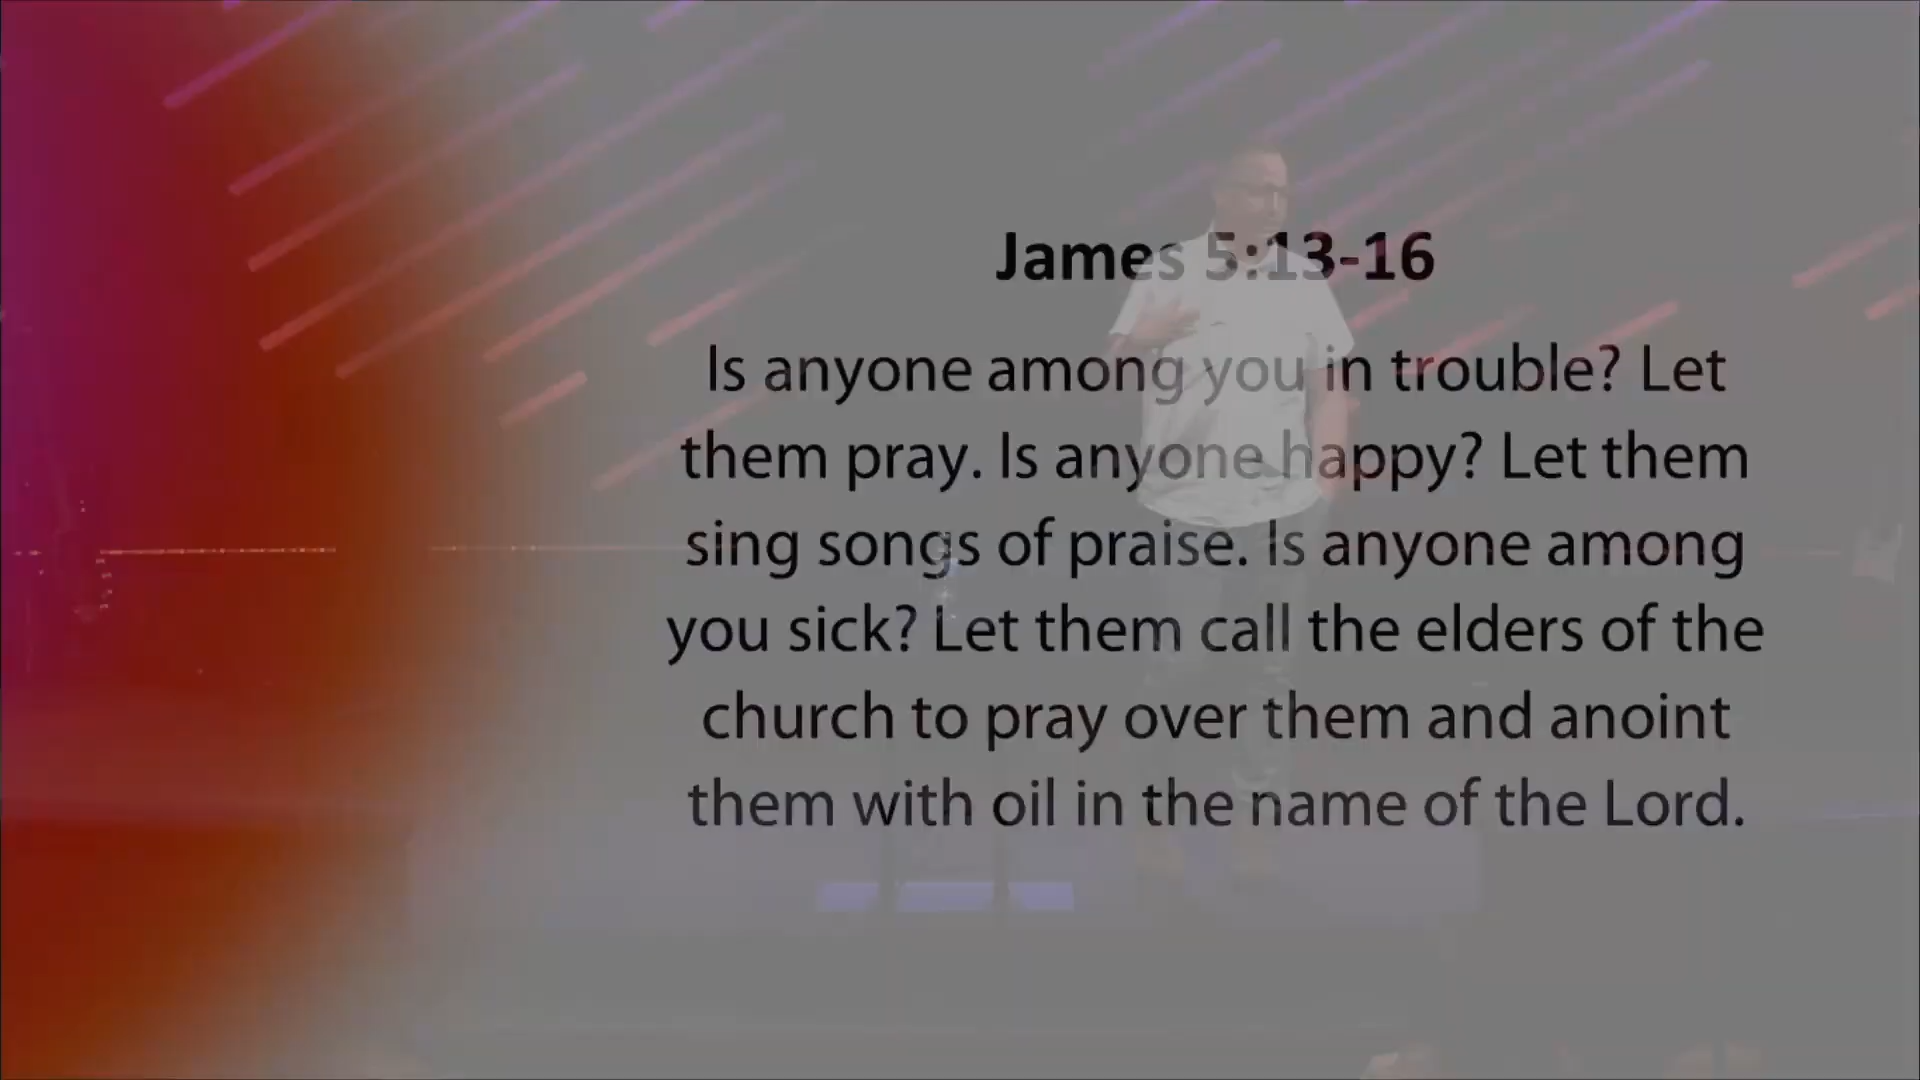 James 5:13-16
Is anyone among you in trouble? Let
them pray. Is anyone happy? Let them
sing songs of praise. Is anyone among
you sick? Let them call the elders of the
church to pray over them and anoint
them with oil in the name of the Lord.